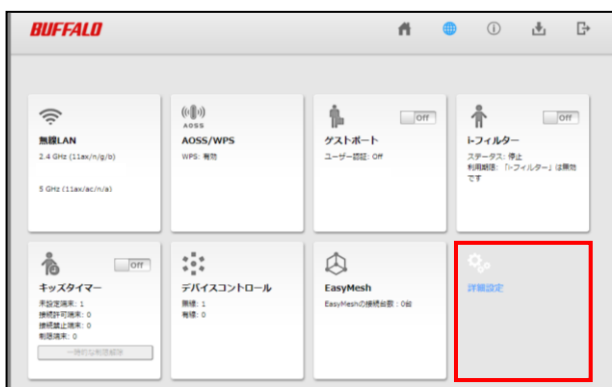 BUFFALO
AOSS
Off
Off
無線LAN
AOSS/WPS
ゲストポート
i-フィルター
2.4 GHz (11ax/n/g/b)
WPS: 有効
ユーザー認証: Off
ステータス: 停止
利用期限: 「i-フィルター」は無効
です
5 GHz (11ax/ac/n/a)
Off
キッズタイマー
デバイスコントロール
EasyMesh
詳細設定
未設定端末: 1
無線: 1
EasyMeshの接続台数 : 0台
接続許可端末: 0
有線: 0
接続禁止端末: 0
制限端末: 0
一時的な制限解除